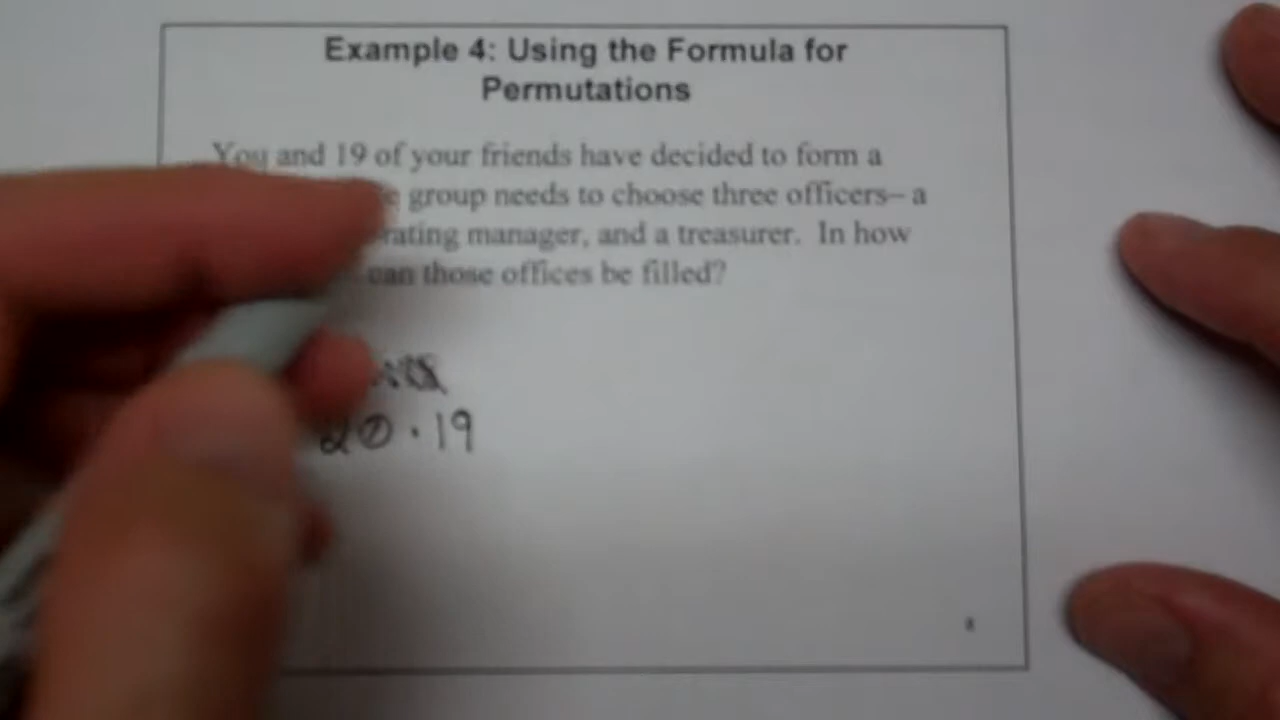 Example 4: Using the Formula for
Permutations
You and 19 of your friends have decided to form a
group needs to choose three officers– a
manager, and a treasurer. In how
can those offices be filled?
20 · 19